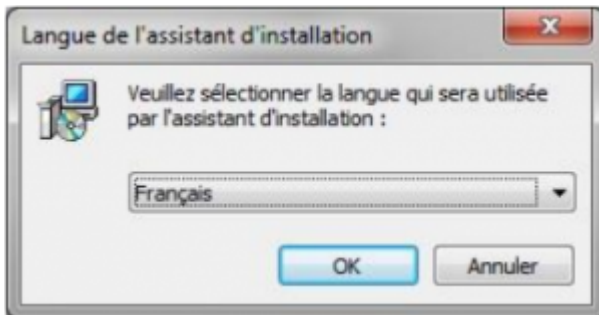 Langue de l'assistant d'installation
Veuillez sélectionner la langue qui sera utilisée
par l'assistant d'installation :
Français
OK
Annuler